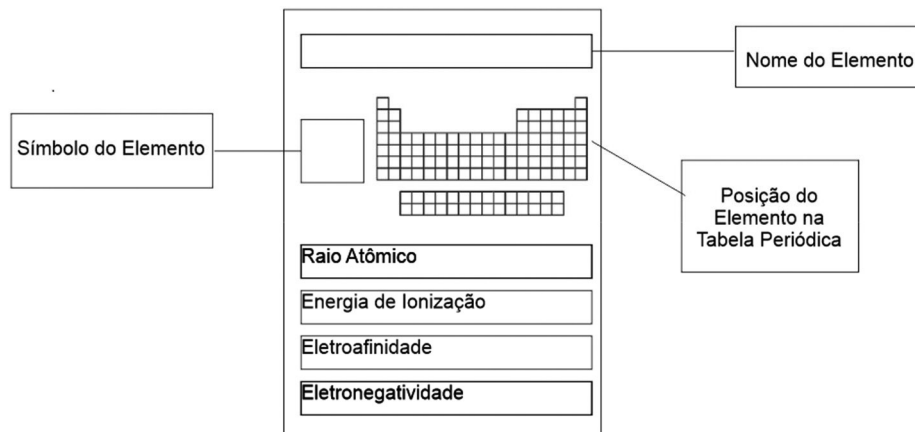 Nome do Elemento
Símbolo do Elemento
Posição do
Elemento na
Tabela Periódica
Raio Atômico
Energia de Ionização
Eletroafinidade
Eletronegatividade